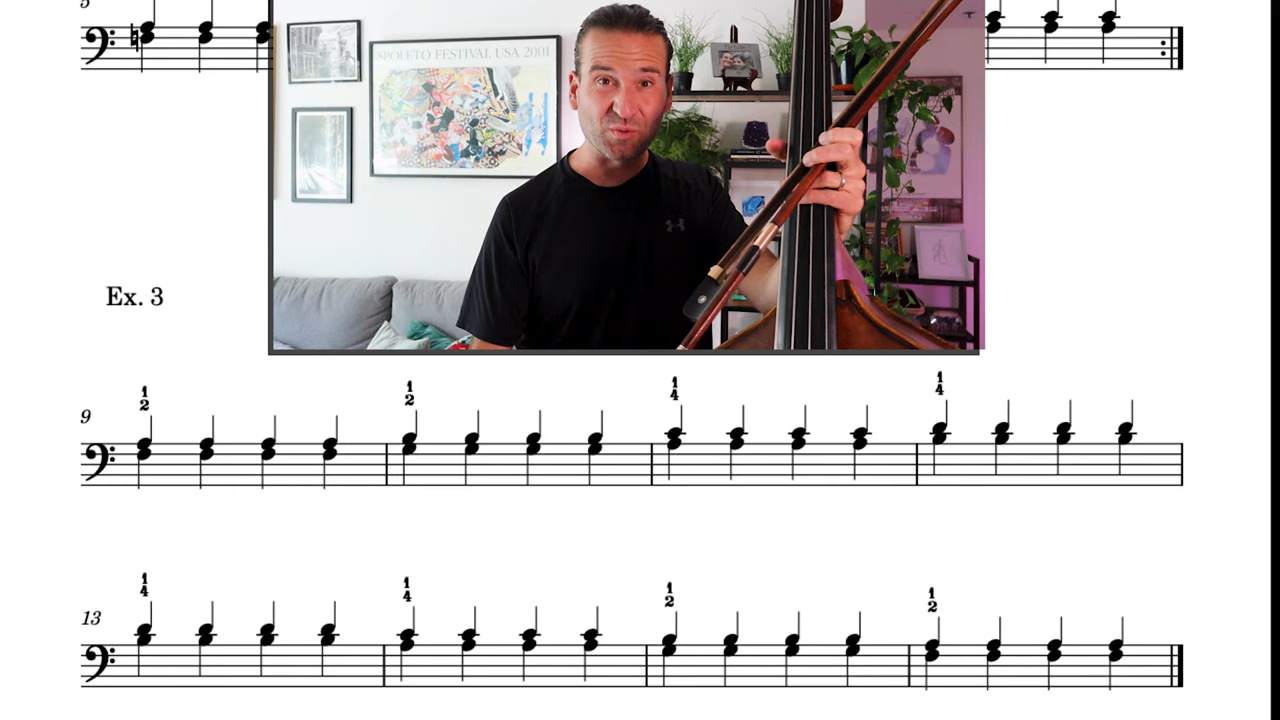 5
SPOLETO FESTIVAL USA 2001
Ex. 3
1 1 1 1
2 2 4 4
9
1 1 1 1
4 4 2 2
13